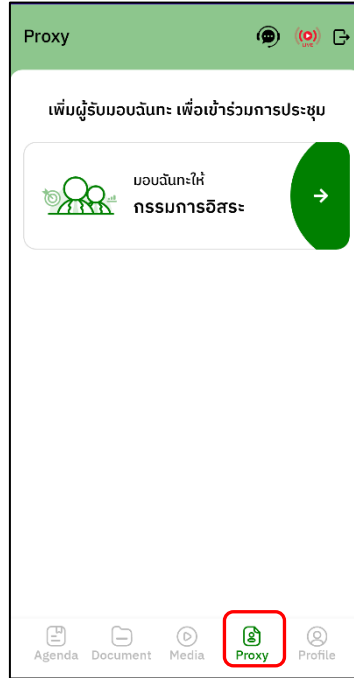 Proxy
LIVE
เพิ่มผู้รับมอบฉันทะ เพื่อเข้าร่วมการประชุม
มอบฉันทะให้
กรรมการอิสระ
Agenda Document Media Proxy Profile